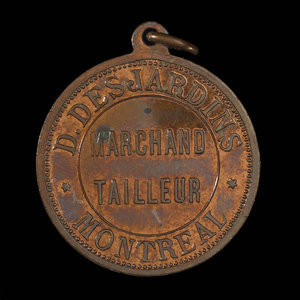 D. DESJARDINS
MARCHAND
TAILLEUR
MONTREAL